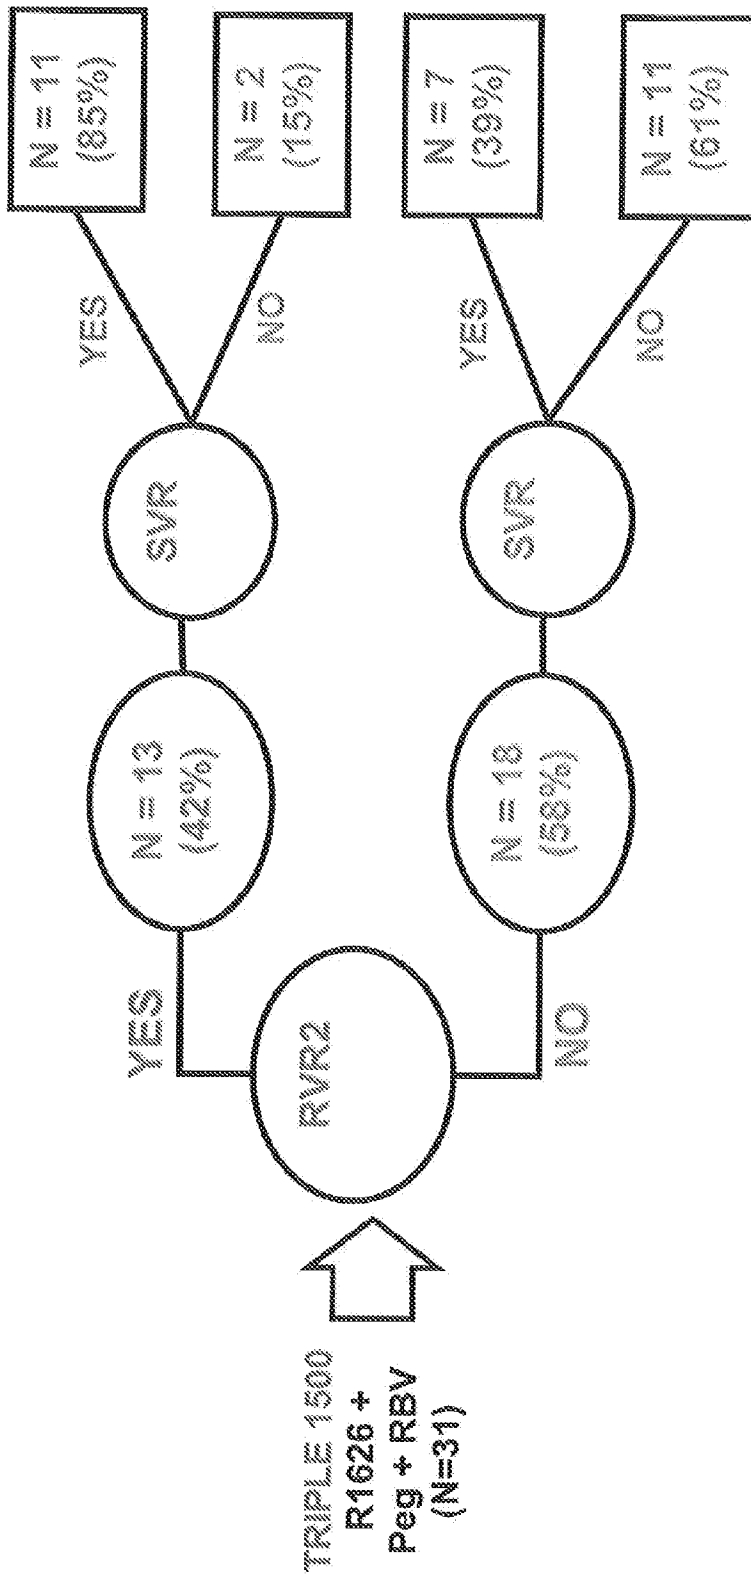 TRIPLE 1500
R1626 +
Peg + RBV
(N=31)
RVR2
YES
N = 13
(42%)
SVR
YES
N = 11
(85%)
NO
N = 2
(15%)
NO
N = 18
(58%)
SVR
YES
N = 7
(39%)
NO
N = 11
(61%)